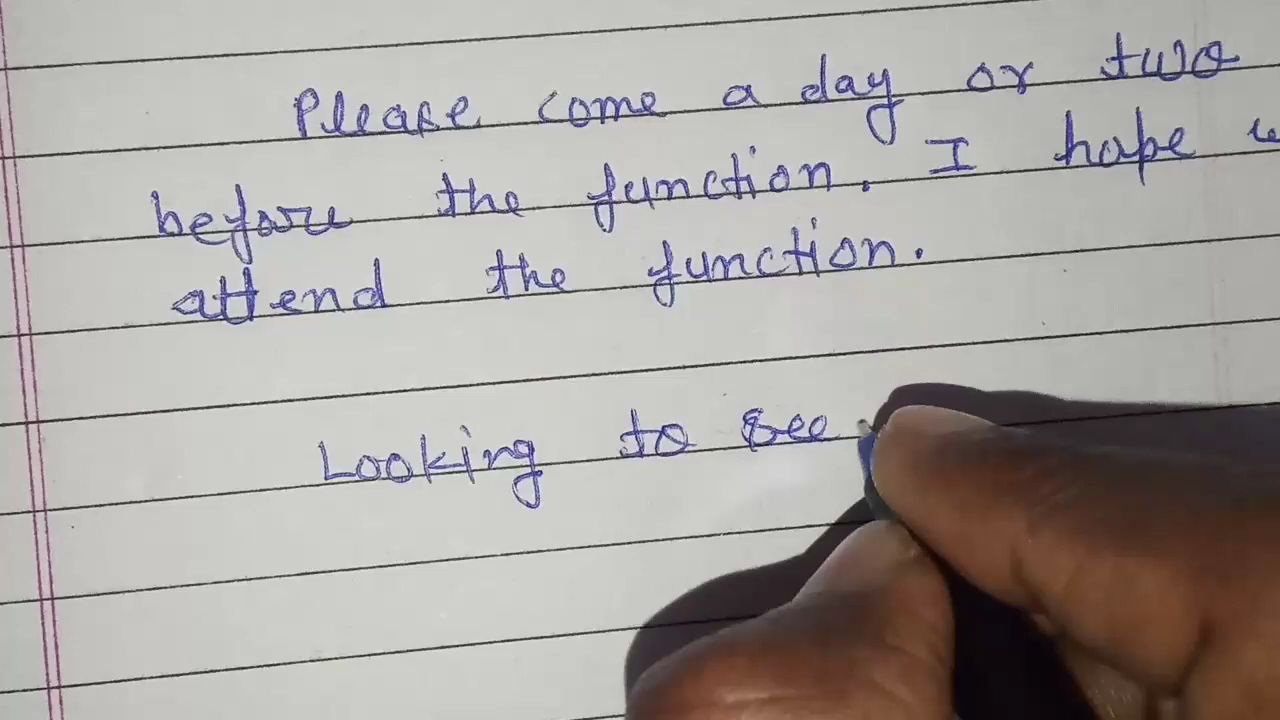 Please come a day or two
before the function. I hope
attend the function.
Looking to see